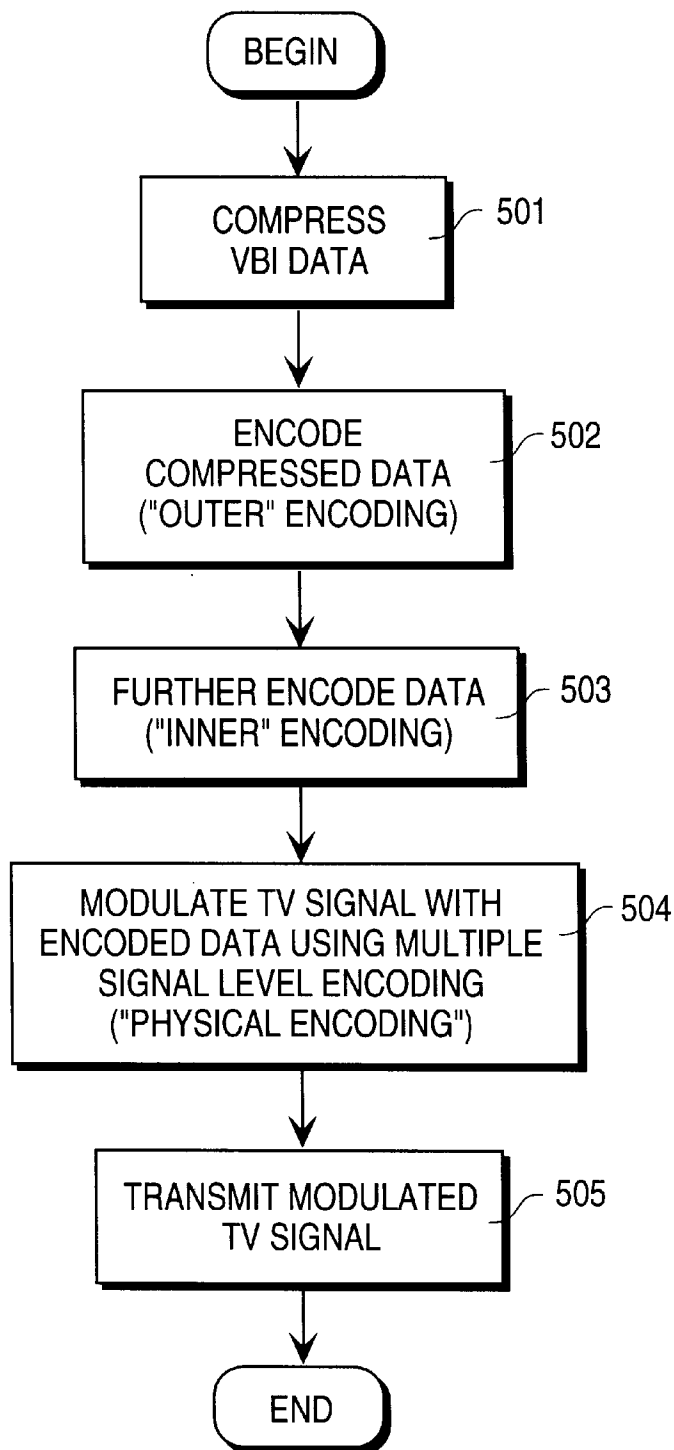 BEGIN
COMPRESS
VBI DATA
501
ENCODE
COMPRESSED DATA
("OUTER" ENCODING)
502
FURTHER ENCODE DATA
("INNER" ENCODING)
503
MODULATE TV SIGNAL WITH
ENCODED DATA USING MULTIPLE
SIGNAL LEVEL ENCODING
("PHYSICAL ENCODING")
504
TRANSMIT MODULATED
TV SIGNAL
505
END